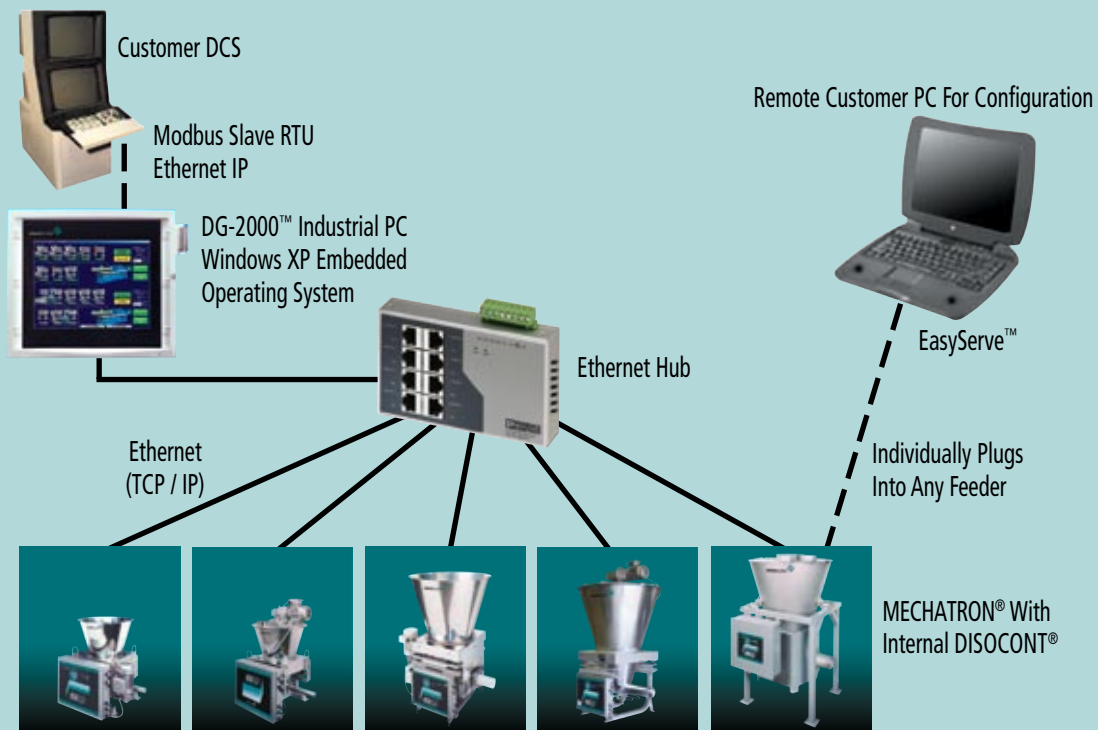 Customer DCS
Modbus Slave RTU
Ethernet IP
DG-2000™ Industrial PC
Windows XP Embedded
Operating System
Remote Customer PC For Configuration
EasyServe™
Ethernet Hub
Ethernet
(TCP / IP)
Individually Plugs
Into Any Feeder
MECHATRON® With
Internal DISOCONT®